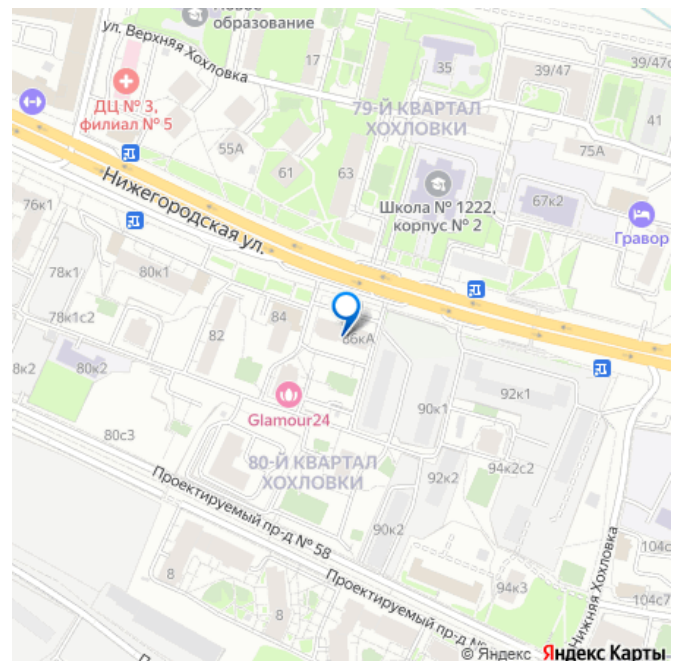 Новое
образование
ул. Верхняя Хохловка
17
35
39/47
39/47с
ДЦ № 3,
филиал № 5
79-Й КВАРТАЛ
ХОХЛОВКИ
41
55А
75А
61
63
Школа № 1222,
корпус № 2
67к2
76к1
Нижегородская ул.
Гравор
78к1
80к1
78к1с2
84
82
86кА
8к2
80к2
92к1
Glamour24
90к1
80с3
80-Й КВАРТАЛ
ХОХЛОВКИ
94к2с2
92к2
Проектируемый пр-д № 58
90к2
104с
8
Проектируемый пр-д №
94к3
104с7
8
Нижняя Хохловка
© Яндекс Яндекс Карты